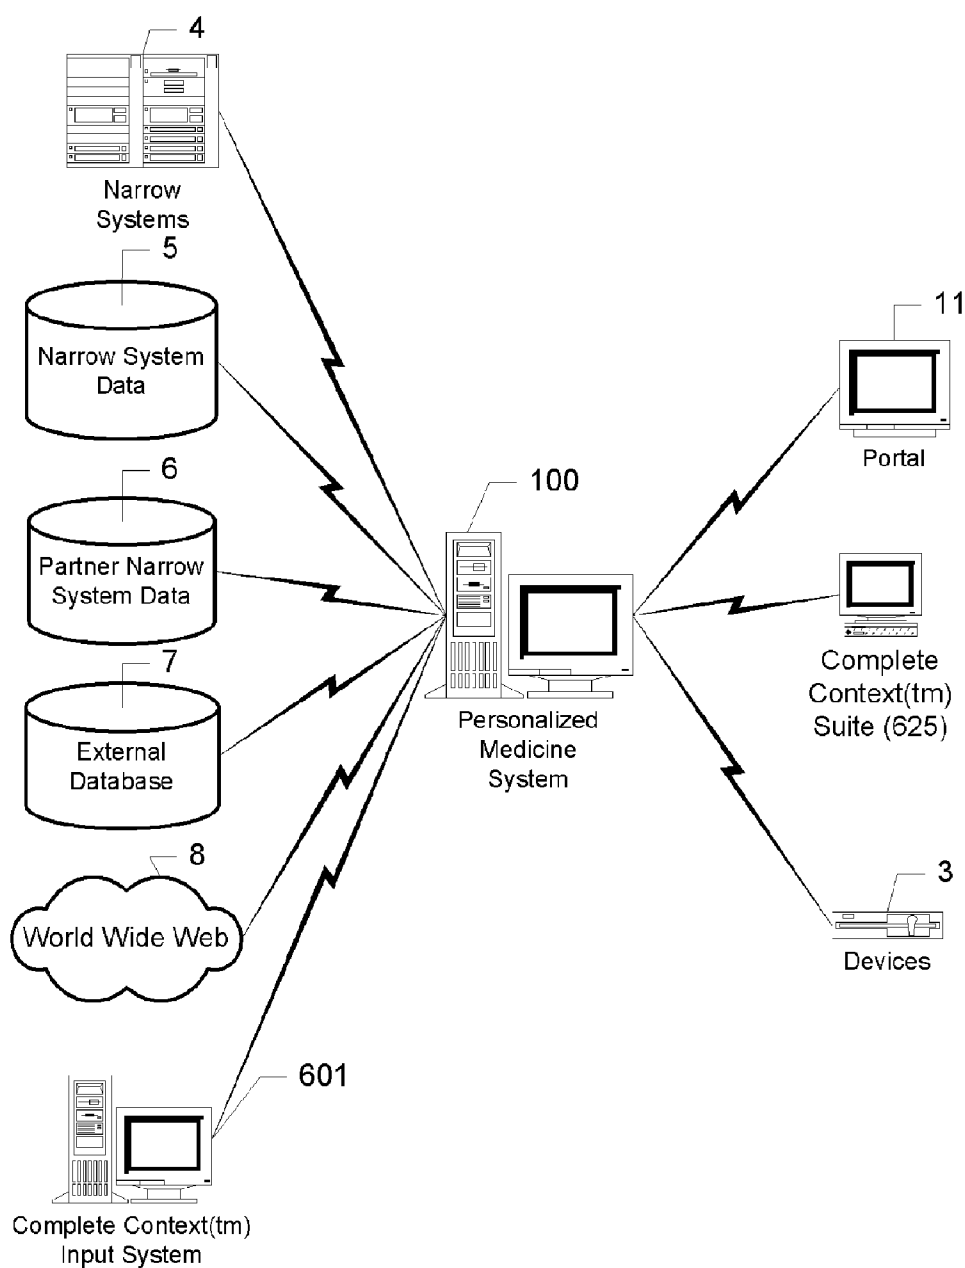 4
Narrow
Systems
5
Narrow System
Data
6
Partner Narrow
System Data
7
External
Database
8
World Wide Web
601
Complete Context(tm)
Input System
100
Personalized
Medicine
System
11
Portal
Complete
Context(tm)
Suite (625)
3
Devices